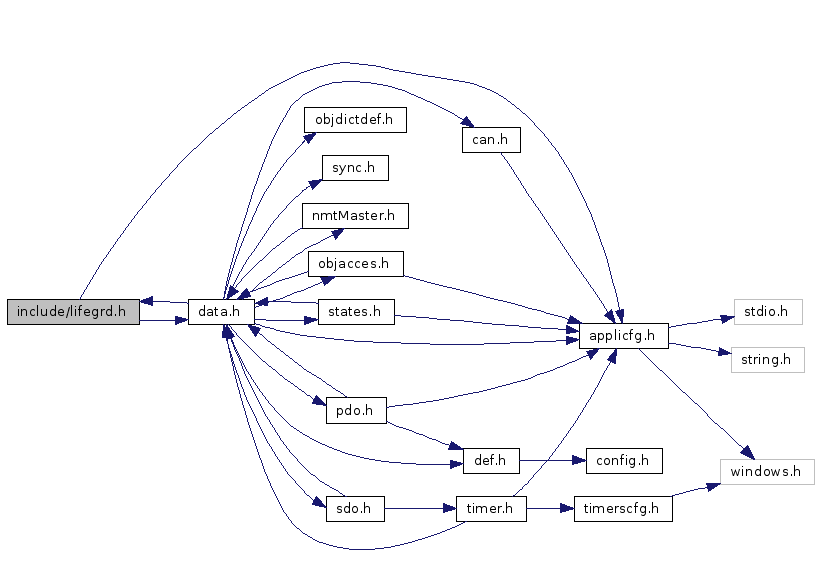 objdictdef.h
can.h
sync.h
nmtMaster.h
objacces.h
include/lifegrd.h
data.h
states.h
stdio.h
applicfg.h
string.h
pdo.h
def.h
config.h
windows.h
sdo.h
timer.h
timerscfg.h